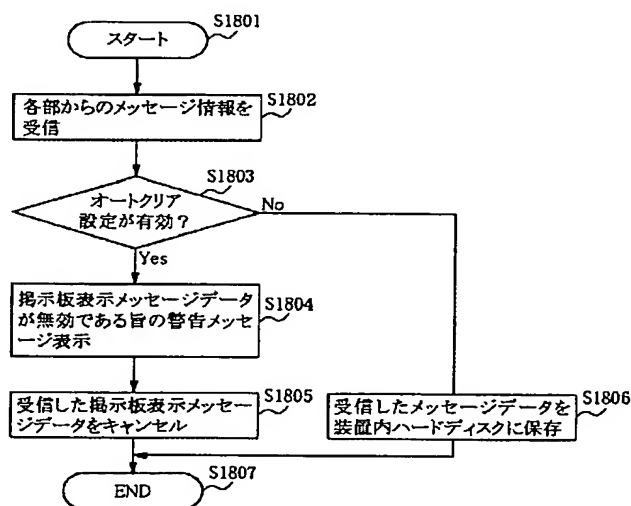 スタート
S1801
各部からのメッセージ情報を
受信
S1802
オートクリア
設定が有効？
S1803
No
Yes
掲示板表示メッセージデータ
が無効である旨の警告メッセ
ージ表示
S1804
受信した掲示板表示メッセー
ジデータをキャンセル
S1805
受信したメッセージデータを
装置内ハードディスクに保存
S1806
END
S1807